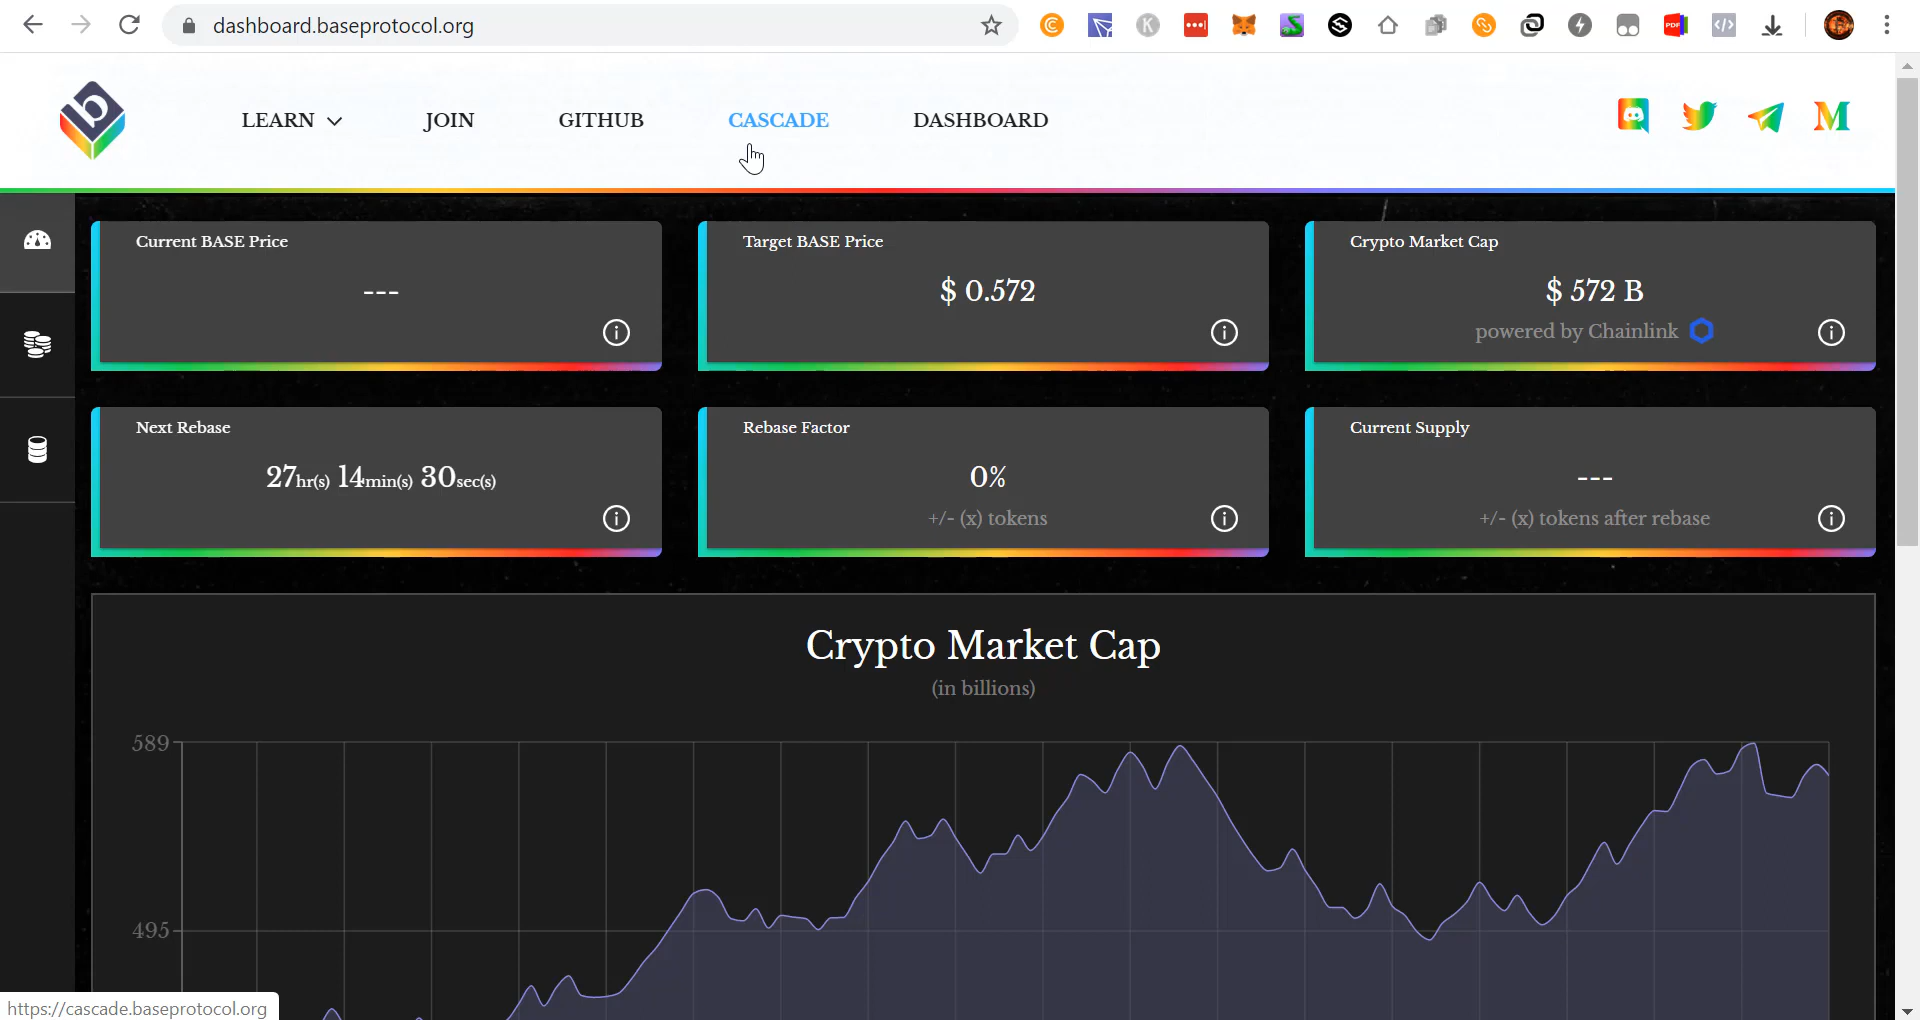 dashboard.baseprotocol.org
LEARN JOIN GITHUB CASCADE DASHBOARD
Current BASE Price
---
Target BASE Price
$ 0.572
Crypto Market Cap
$ 572 B
powered by Chainlink
Next Rebase
27hr(s) 14min(s) 30sec(s)
Rebase Factor
0%
+/- (x) tokens
Current Supply
---
+/- (x) tokens after rebase
Crypto Market Cap
(in billions)
589
495
https://cascade.baseprotocol.org